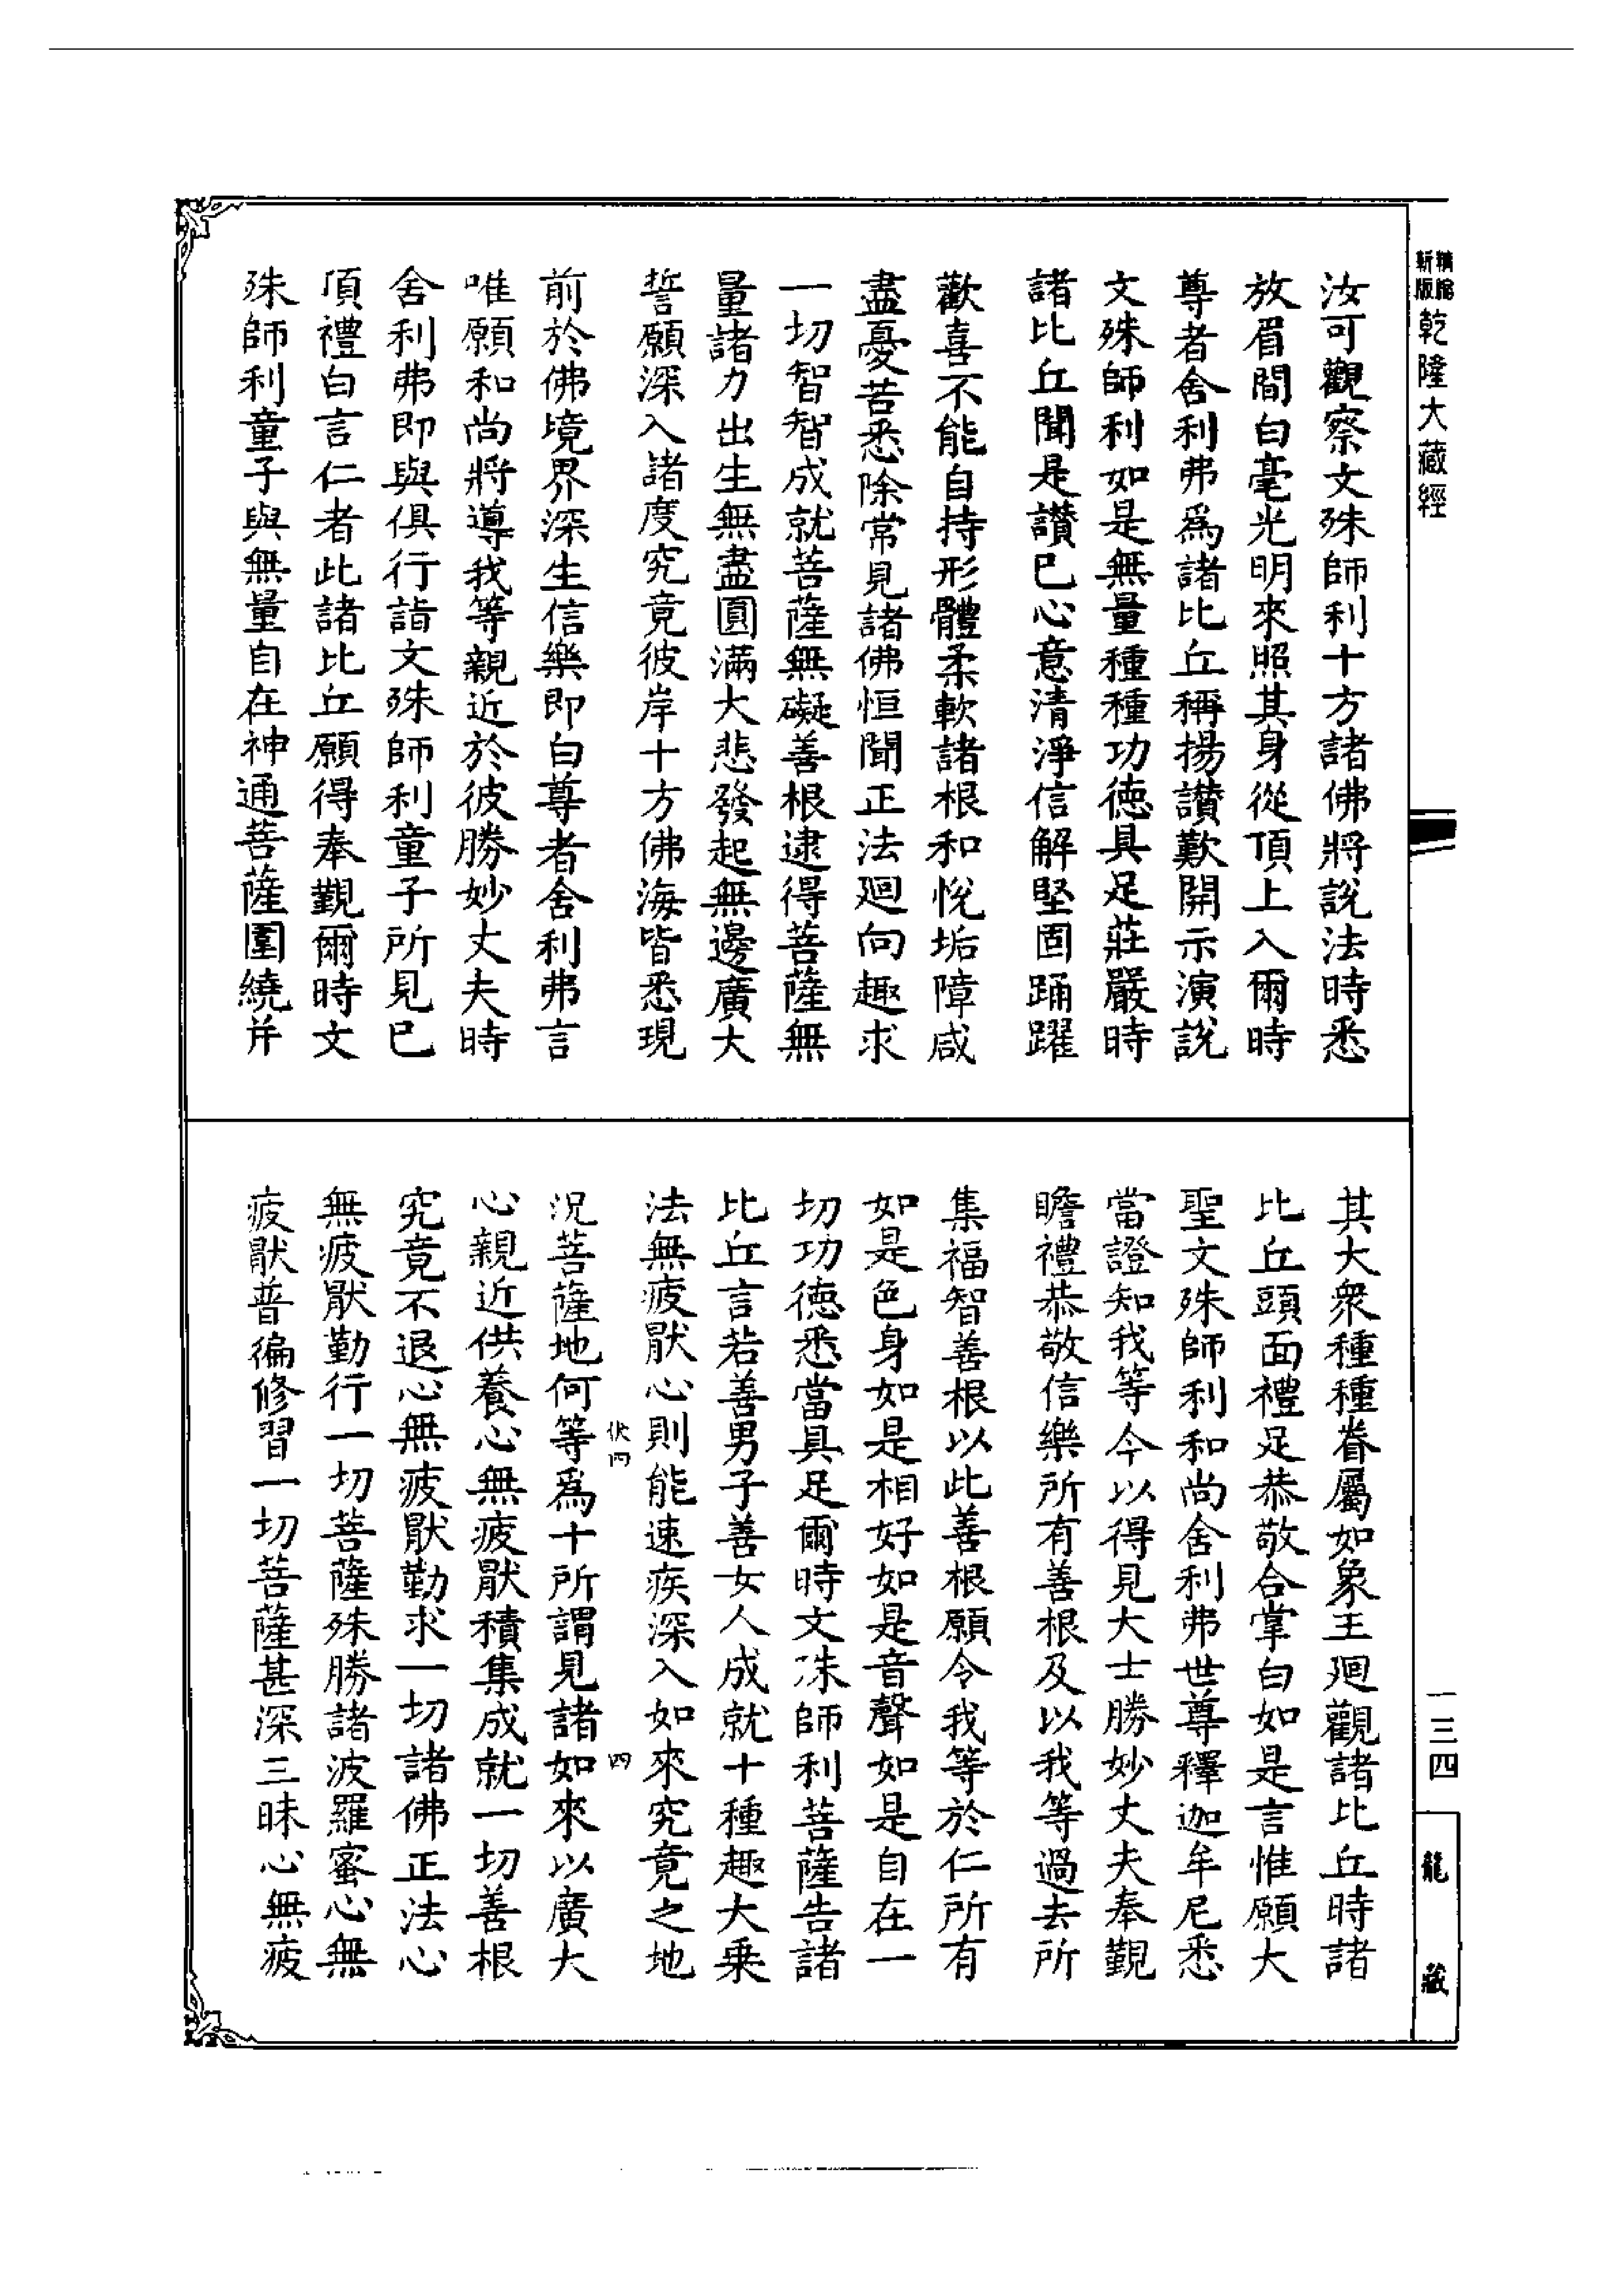 新版
精縮
乾隆大藏經
汝可觀察文殊師利十方諸佛將說法時悉
放眉間白毫光明來照其身從頂上入爾時
尊者舍利弗爲諸比丘稱揚讚歎開示演說
文殊師利如是無量種種功德具足莊嚴時
諸比丘聞是讚已心意清淨信解堅固踊躍
歡喜不能自持形體柔軟諸根和悅垢障咸
盡憂苦悉除常見諸佛恒聞正法廻向趣求
一切智智成就菩薩無礙善根逮得菩薩無
量諸力出生無盡圓滿大悲發起無邊廣大
誓願深入諸度究竟彼岸十方佛海皆悉現
前於佛境界深生信樂即白尊者舍利弗言
唯願和尚將導我等親近於彼勝妙丈夫時
舍利弗即與俱行詣文殊師利童子所見已
頂禮白言仁者此諸比丘願得奉覲爾時文
殊師利童子與無量自在神通菩薩圍繞并
其大衆種種眷屬如象王廻觀諸比丘時諸
比丘頭面禮足恭敬合掌白如是言惟願大
聖文殊師利和尚舍利弗世尊釋迦牟尼悉
當證知我等今以得見大士勝妙丈夫奉覲
瞻禮恭敬信樂所有善根及以我等過去所
集福智善根以此善根願令我等於仁所有
如是色身如是相好如是音聲如是自在一
切功德悉當具足爾時文殊師利菩薩告諸
比丘言若善男子善女人成就十種趣大乗
法無疲厭心則能速疾深入如來究竟之地
伏四
四
況菩薩地何等爲十所謂見諸如來以廣大
心親近供養心無疲厭積集成就一切善根
究竟不退心無疲厭勤求一切諸佛正法心
無疲厭勤行一切菩薩殊勝諸波羅蜜心無
疲厭普徧修習一切菩薩甚深三昧心無疲
一三四
龍藏